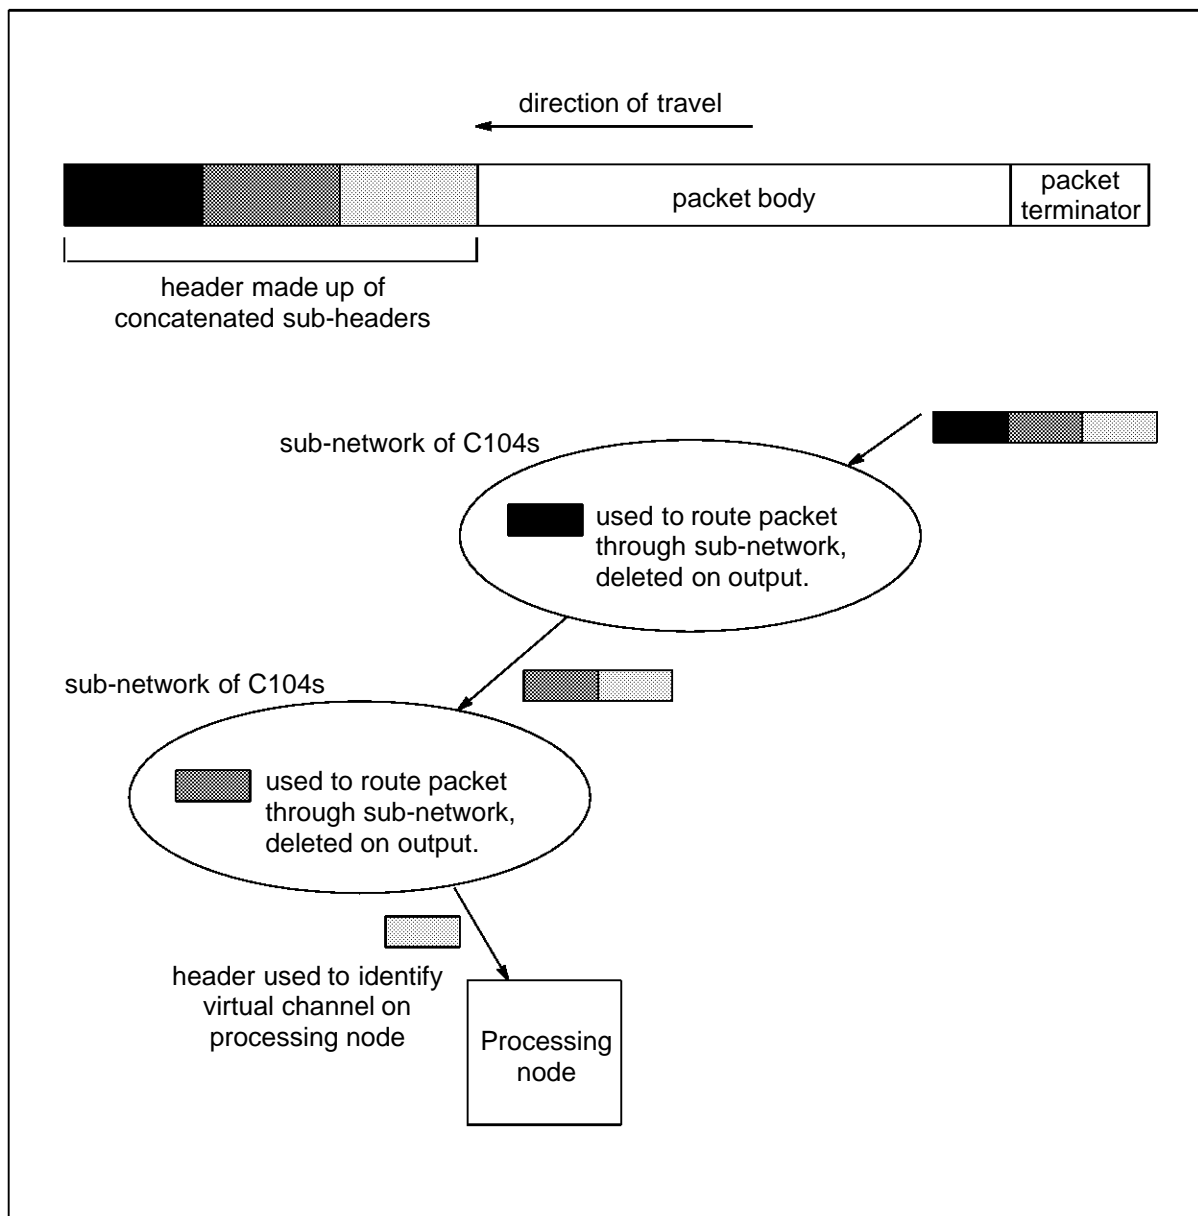 direction of travel
packet body
packet
terminator
header made up of
concatenated sub-headers
sub-network of C104s
used to route packet
through sub-network,
deleted on output.
sub-network of C104s
used to route packet
through sub-network,
deleted on output.
header used to identify
virtual channel on
processing node
Processing
node